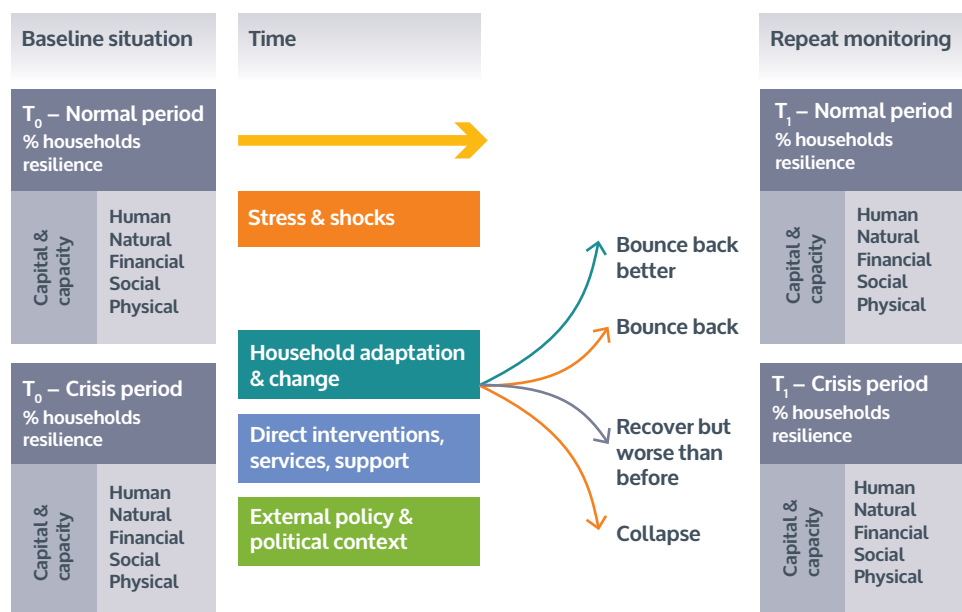 Baseline situation
Time
Repeat monitoring
T0 – Normal period
% households
resilience
Capital &
capacity
Human
Natural
Financial
Social
Physical
T0 – Crisis period
% households
resilience
Capital &
capacity
Human
Natural
Financial
Social
Physical
Stress & shocks
Household adaptation
& change
Direct interventions,
services, support
External policy &
political context
Bounce back
better
Bounce back
Recover but
worse than
before
Collapse
T1 – Normal period
% households
resilience
Capital &
capacity
Human
Natural
Financial
Social
Physical
T1 – Crisis period
% households
resilience
Capital &
capacity
Human
Natural
Financial
Social
Physical